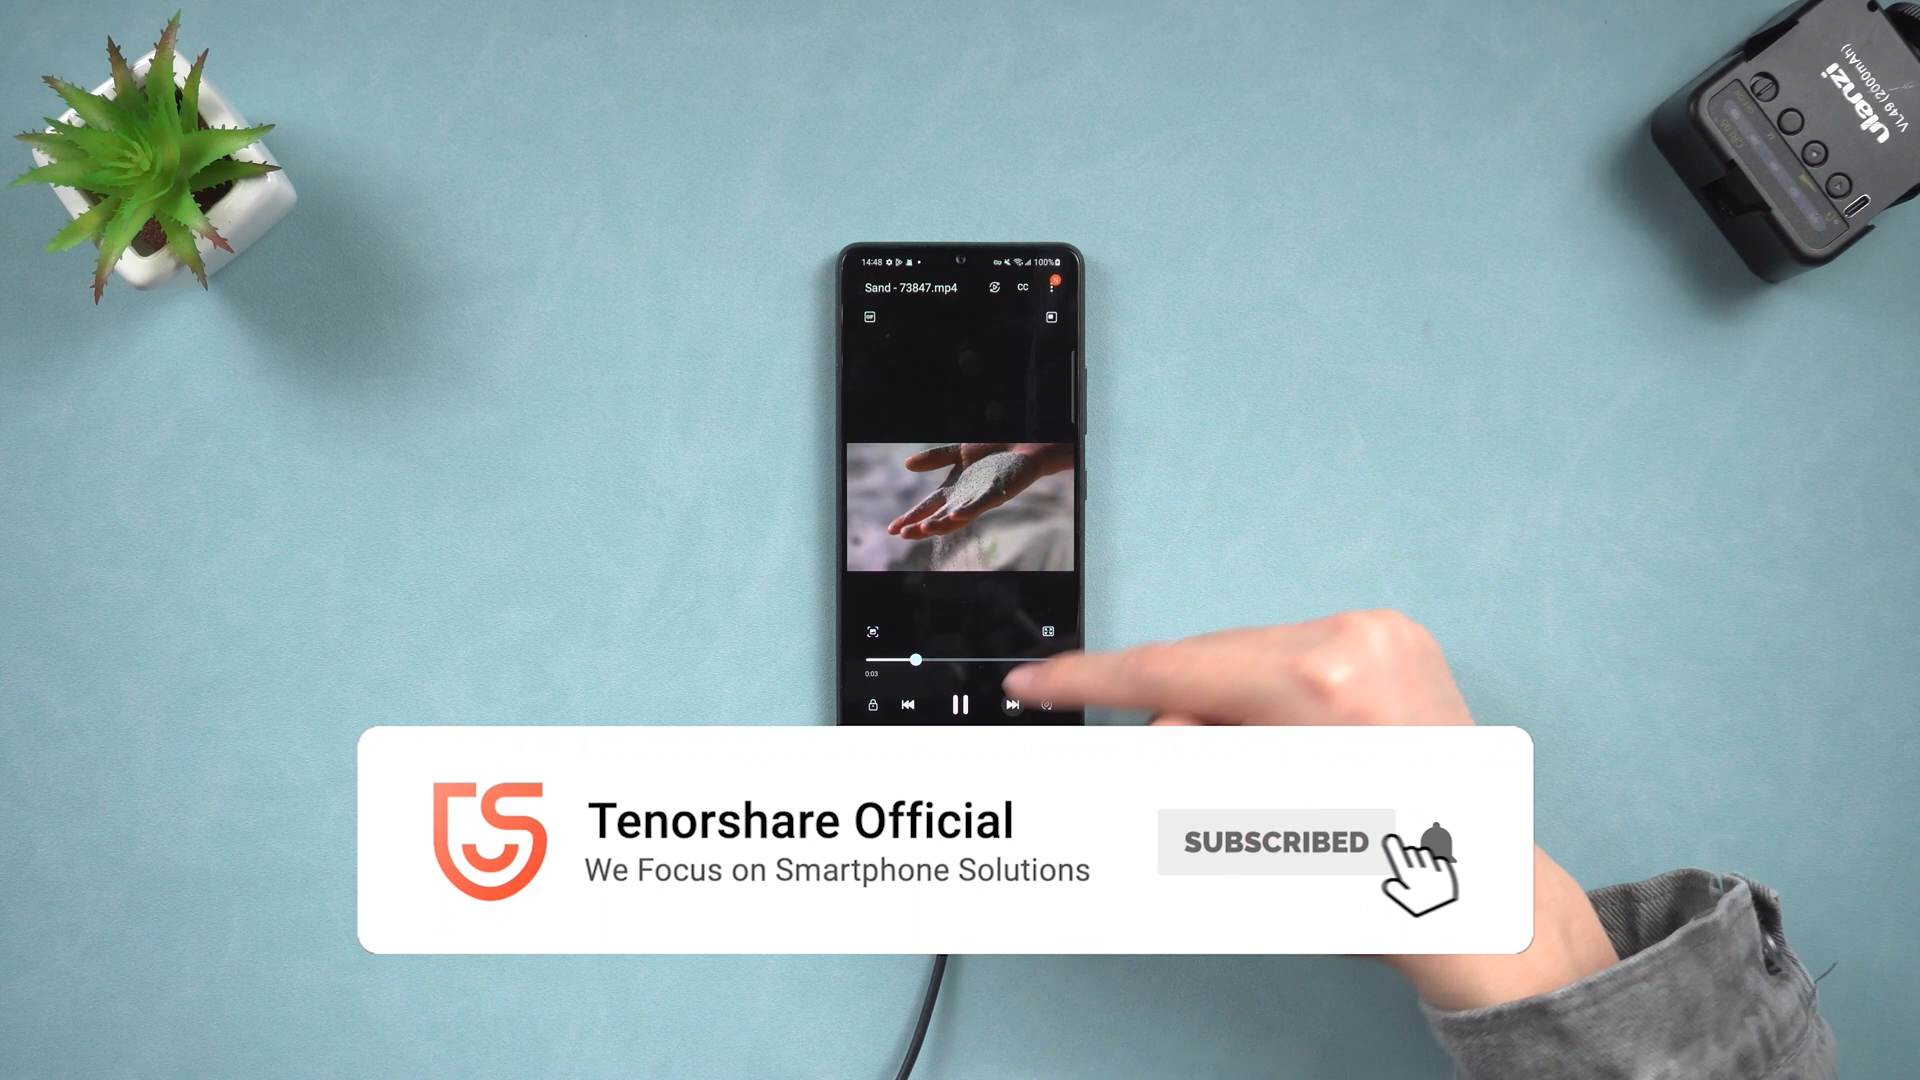 ulanzi
VL49 (2000mAh)
14:48
100%
Sand - 73847.mp4
CC
N
GIF
0:03
Tenorshare Official
We Focus on Smartphone Solutions
SUBSCRIBED